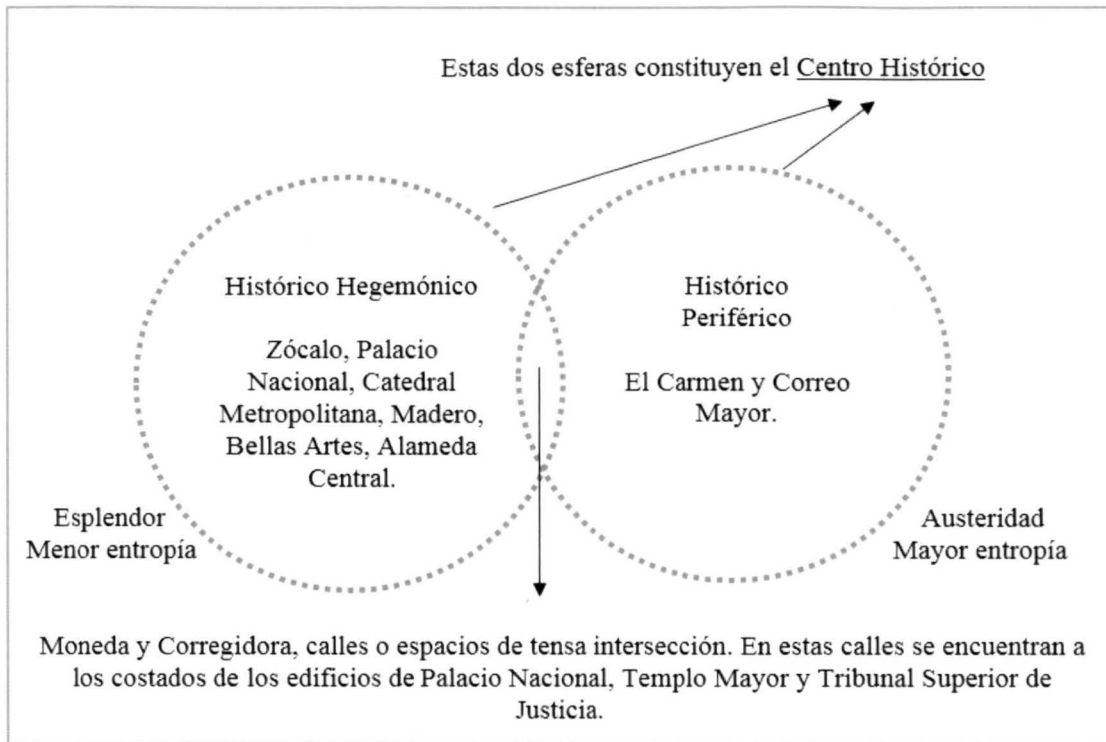 Estas dos esferas constituyen el Centro Histórico
Histórico Hegemónico
Zócalo, Palacio
Nacional, Catedral
Metropolitana, Madero,
Bellas Artes, Alameda
Central.
Histórico
Periférico
El Carmen y Correo
Mayor.
Esplendor
Menor entropía
Austeridad
Mayor entropía
Moneda y Corregidora, calles o espacios de tensa intersección. En estas calles se encuentran a
los costados de los edificios de Palacio Nacional, Templo Mayor y Tribunal Superior de
Justicia.